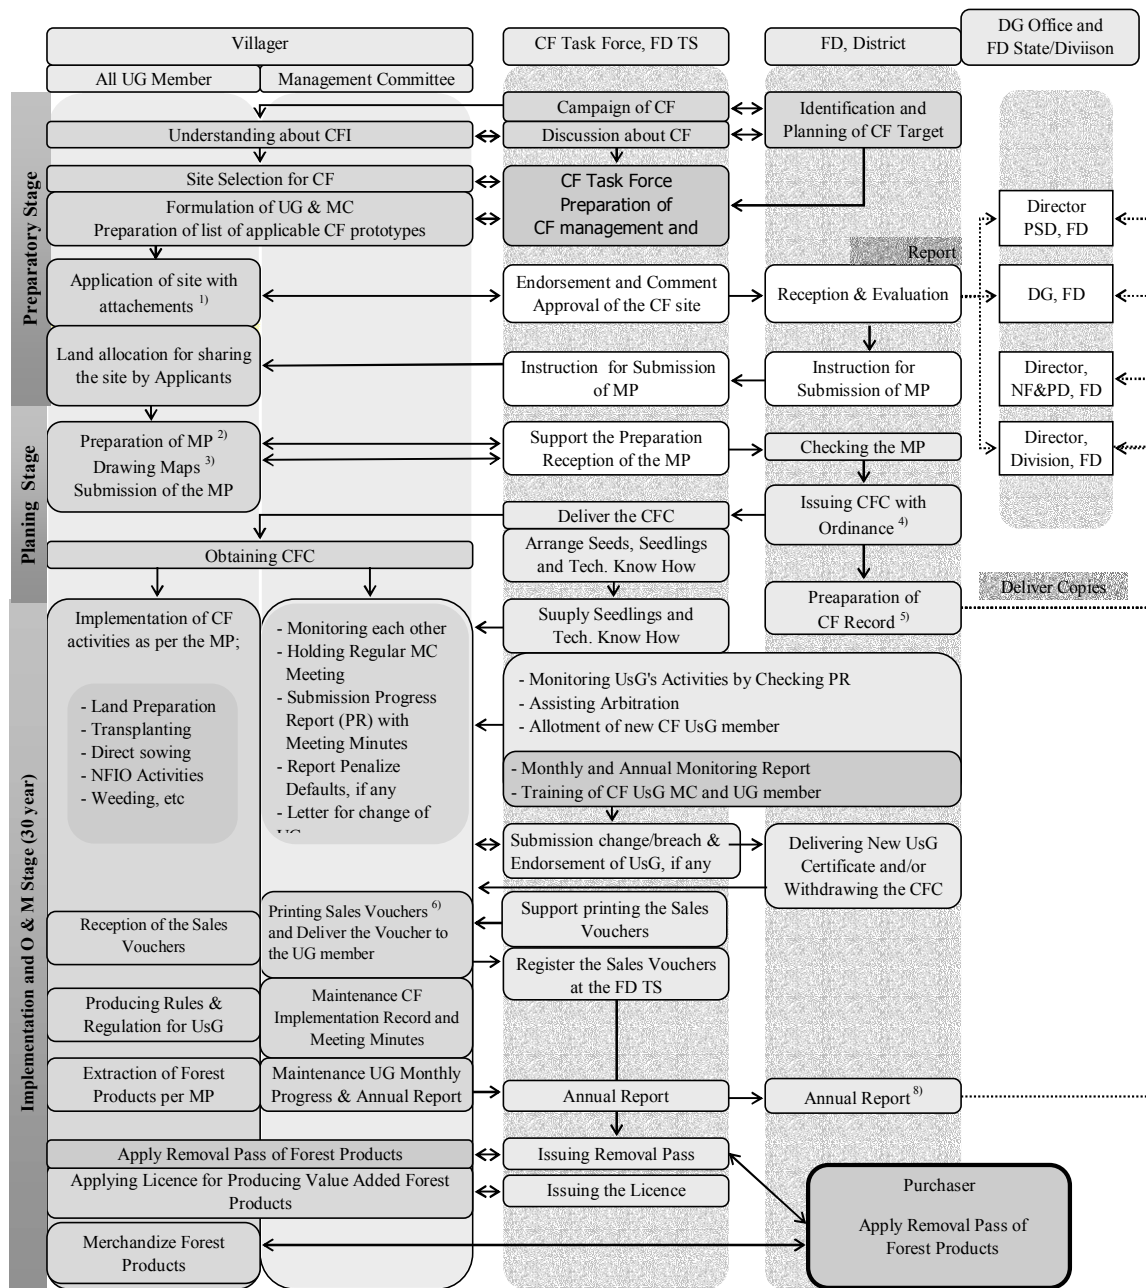 Villager
CF Task Force, FD TS
FD, District
DG Office and
FD State/Diviison
All UG Member
Management Committee
Preparatory Stage
Campaign of CF
Identification and
Planning of CF Target
Understanding about CFI
Discussion about CF
Site Selection for CF
CF Task Force
Preparation of
CF management and
Formulation of UG & MC
Preparation of list of applicable CF prototypes
Director
PSD, FD
Report
Application of site with
attachements 1)
Endorsement and Comment
Approval of the CF site
Reception & Evaluation
DG, FD
Land allocation for sharing
the site by Applicants
Instruction for Submission
of MP
Instruction for
Submission of MP
Director,
NF&PD, FD
Planing Stage
Preparation of MP 2)
Drawing Maps 3)
Submission of the MP
Support the Preparation
Reception of the MP
Checking the MP
Director,
Division, FD
Deliver the CFC
Issuing CFC with
Ordinance 4)
Obtaining CFC
Arrange Seeds, Seedlings
and Tech. Know How
Deliver Copies
Implementation and O & M Stage (30 year)
Implementation of CF
activities as per the MP;
- Land Preparation
- Transplanting
- Direct sowing
- NFIO Activities
- Weeding, etc
- Monitoring each other
- Holding Regular MC
Meeting
- Submission Progress
Report (PR) with
Meeting Minutes
- Report Penalize
Defaults, if any
- Letter for change of
Suuply Seedlings and
Tech. Know How
Preaparation of
CF Record 5)
- Monitoring UsG's Activities by Checking PR
- Assisting Arbitration
- Allotment of new CF UsG member
- Monthly and Annual Monitoring Report
- Training of CF UsG MC and UG member
Submission change/breach &
Endorsement of UsG, if any
Delivering New UsG
Certificate and/or
Withdrawing the CFC
Reception of the Sales
Vouchers
Printing Sales Vouchers 6)
and Deliver the Voucher to
the UG member
Support printing the Sales
Vouchers
Register the Sales Vouchers
at the FD TS
Producing Rules &
Regulation for UsG
Maintenance CF
Implementation Record and
Meeting Minutes
Extraction of Forest
Products per MP
Maintenance UG Monthly
Progress & Annual Report
Annual Report
Annual Report 8)
Apply Removal Pass of Forest Products
Issuing Removal Pass
Applying Licence for Producing Value Added Forest
Products
Issuing the Licence
Purchaser
Apply Removal Pass of
Forest Products
Merchandize Forest
Products